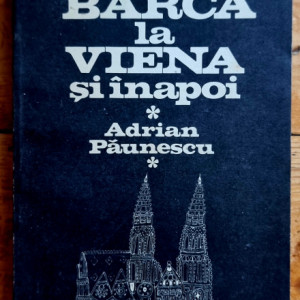 BARCA
la
VIENA
și înapoi
*
Adrian
Păunescu
*